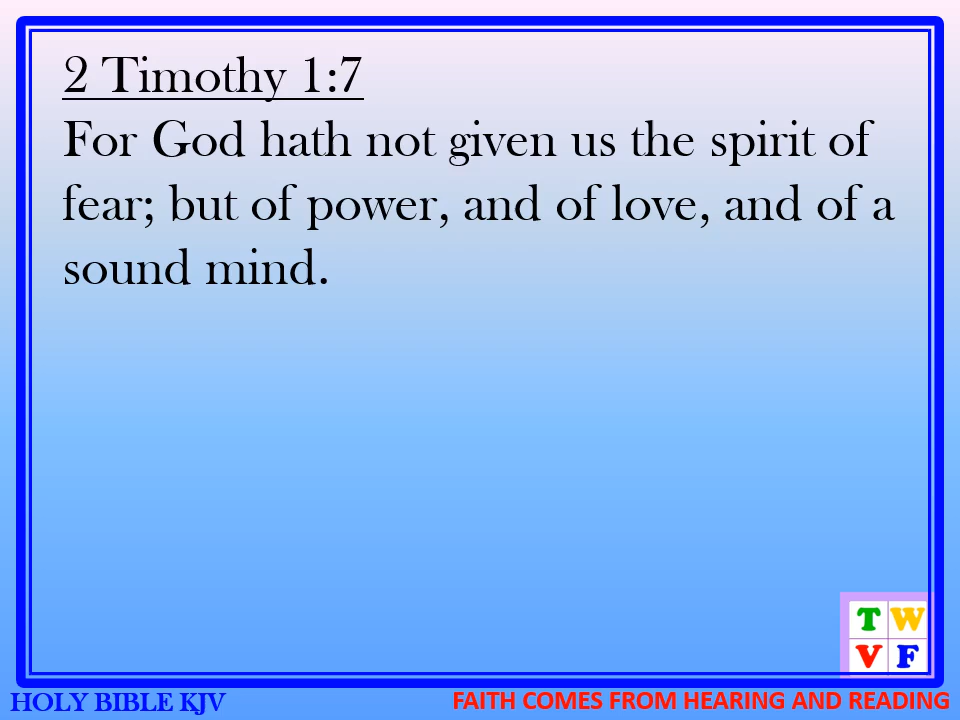 2 Timothy 1:7
For God hath not given us the spirit of
fear; but of power, and of love, and of a
sound mind.
T W
V F
HOLY BIBLE KJV
FAITH COMES FROM HEARING AND READING